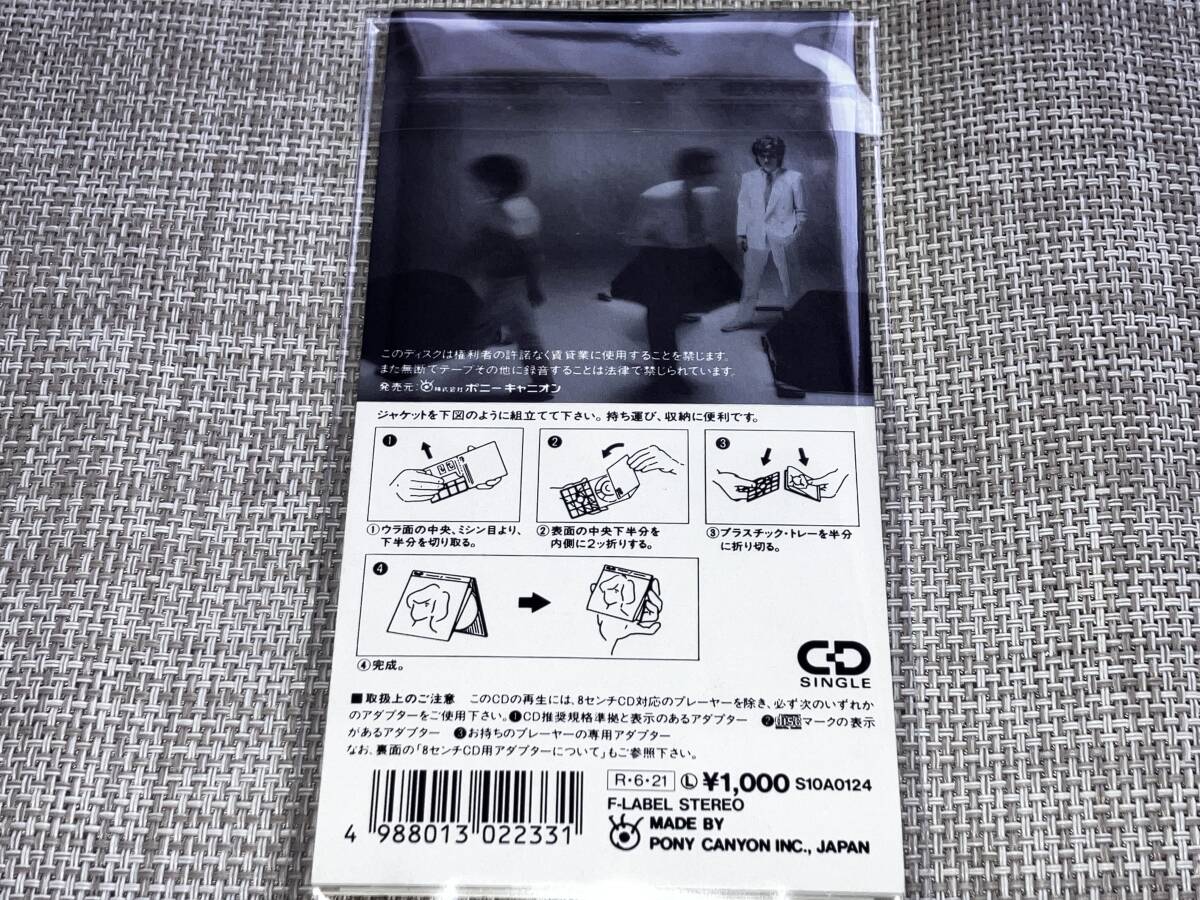 このディスクは権利者の許諾なく賃貸業に使用することを禁じます。
また無断でテープその他に録音することは法律で禁じられています。
発売元:株式会社ポニーキャニオン
ジャケットを下図のように組立てて下さい。持ち運び、収納に便利です。
❶
❷
❸
①ウラ面の中央、ミシン目より、
下半分を切り取る。
②表面の中央下半分を
内側に2ッ折りする。
③プラスチック・トレーを半分
に折り切る。
❹
④完成。
CD
SINGLE
■取扱上のご注意 このCDの再生には、8センチCD対応のプレーヤーを除き、必ず次のいずれか
のアダプターをご使用下さい。❶CD推奨規格準拠と表示のあるアダプター ❷discマークの表示
があるアダプター ❸お持ちのプレーヤーの専用アダプター
なお、裏面の「8センチCD用アダプターについて」もご参照下さい。
R・6・21 Ⓛ ¥1,000 S10A0124
F-LABEL STEREO
MADE BY
PONY CANYON INC., JAPAN
4 988013 022331